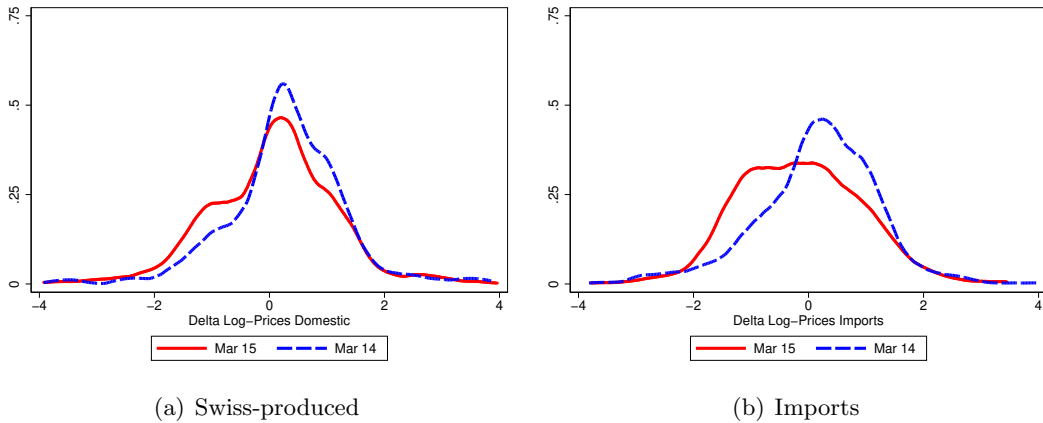 .75
.5
.25
0
−4 −2 0 2 4
Delta Log−Prices Domestic
Mar 15 Mar 14
(a) Swiss-produced
.75
.5
.25
0
−4 −2 0 2 4
Delta Log−Prices Imports
Mar 15 Mar 14
(b) Imports